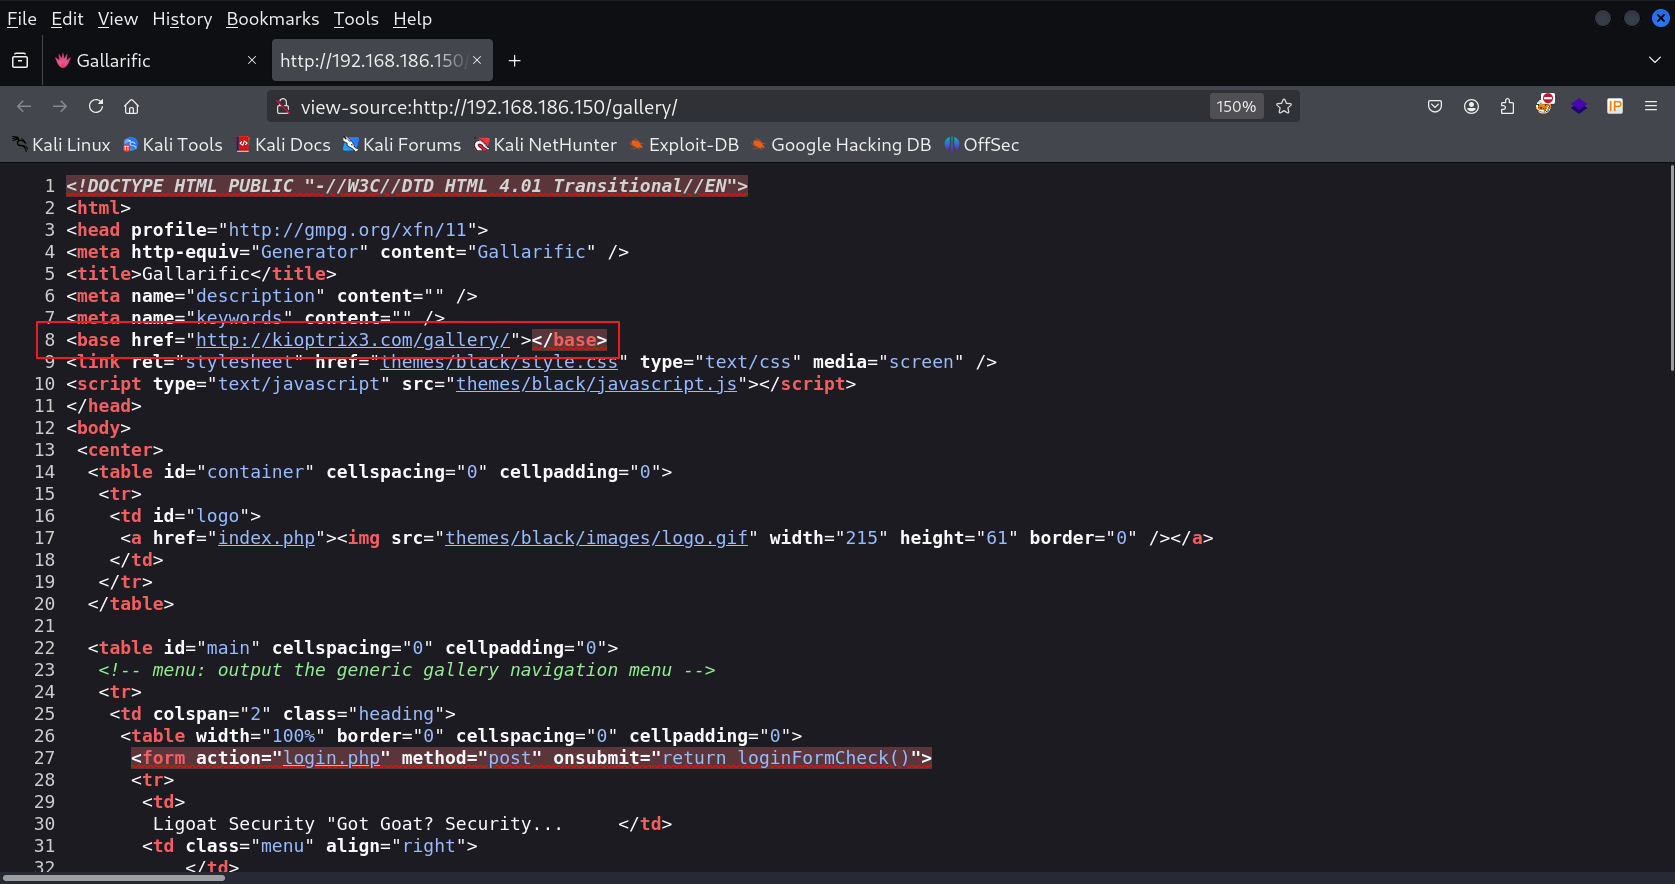 File Edit View History Bookmarks Tools Help
Gallarific
http://192.168.186.150/
view-source:http://192.168.186.150/gallery/
150%
IP
Kali Linux Kali Tools Kali Docs Kali Forums Kali NetHunter Exploit-DB Google Hacking DB OffSec
1 <!DOCTYPE HTML PUBLIC "-//W3C//DTD HTML 4.01 Transitional//EN">
2 <html>
3 <head profile="http://gmpg.org/xfn/11">
4 <meta http-equiv="Generator" content="Gallarific" />
5 <title>Gallarific</title>
6 <meta name="description" content="" />
7 <meta name="keywords" content="" />
8 <base href="http://kioptrix3.com/gallery/"></base>
9 <link rel="stylesheet" href="themes/black/style.css" type="text/css" media="screen" />
10 <script type="text/javascript" src="themes/black/javascript.js"></script>
11 </head>
12 <body>
13 <center>
14 <table id="container" cellspacing="0" cellpadding="0">
15 <tr>
16 <td id="logo">
17 <a href="index.php"><img src="themes/black/images/logo.gif" width="215" height="61" border="0" /></a>
18 </td>
19 </tr>
20 </table>
21
22 <table id="main" cellspacing="0" cellpadding="0">
23 <!-- menu: output the generic gallery navigation menu -->
24 <tr>
25 <td colspan="2" class="heading">
26 <table width="100%" border="0" cellspacing="0" cellpadding="0">
27 <form action="login.php" method="post" onsubmit="return loginFormCheck()">
28 <tr>
29 <td>
30 Ligoat Security "Got Goat? Security... </td>
31 <td class="menu" align="right">
32 </td>